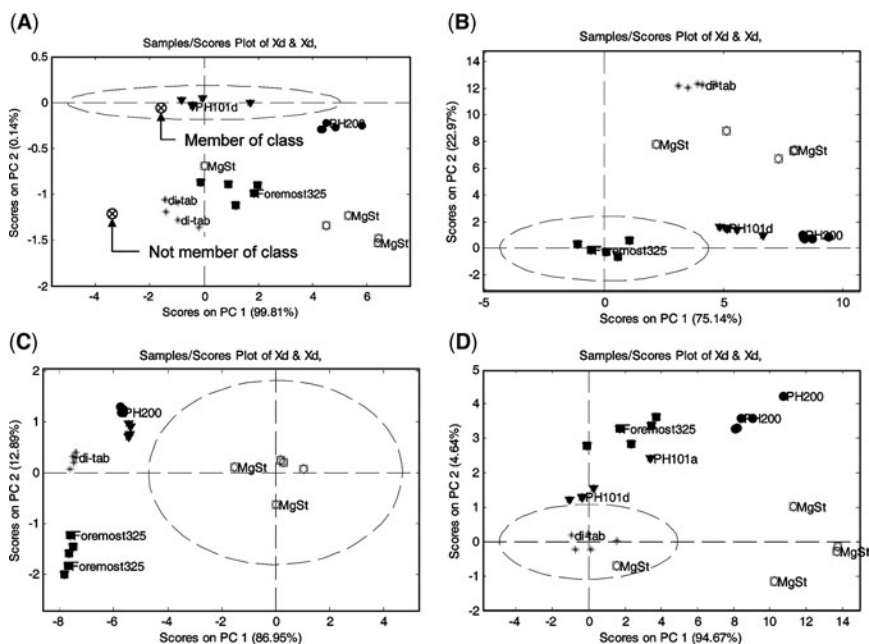 (A)
Samples/Scores Plot of Xd & Xd,
0.5
0
-0.5
-1
-1.5
-2
Scores on PC 2 (0.14%)
PH101d
Member of class
PH200
MgSt
Foremost325
di-tab
di-tab
MgSt
Not member of class
MgSt
-4
-2
0
2
4
6
Scores on PC 1 (99.81%)
(B)
Samples/Scores Plot of Xd & Xd,
14
12
10
8
6
4
2
0
-2
Scores on PC 2 (22.97%)
di-tab
MgSt
MgSt
PH101d
PH200
Foremost325
-5
0
5
10
Scores on PC 1 (75.14%)
(C)
Samples/Scores Plot of Xd & Xd,
2
1
0
-1
-2
Scores on PC 2 (12.89%)
PH200
di-tab
MgSt
MgSt
Foremost325
Foremost325
-8
-6
-4
-2
0
2
4
Scores on PC 1 (86.95%)
(D)
Samples/Scores Plot of Xd & Xd,
5
4
3
2
1
0
-1
-2
Scores on PC 2 (4.64%)
PH200
Foremost325
PH200
PH101a
PH101d
MgSt
di-tab
MgSt
MgSt
MgSt
-4
-2
0
2
4
6
8
10
12
14
Scores on PC 1 (94.67%)